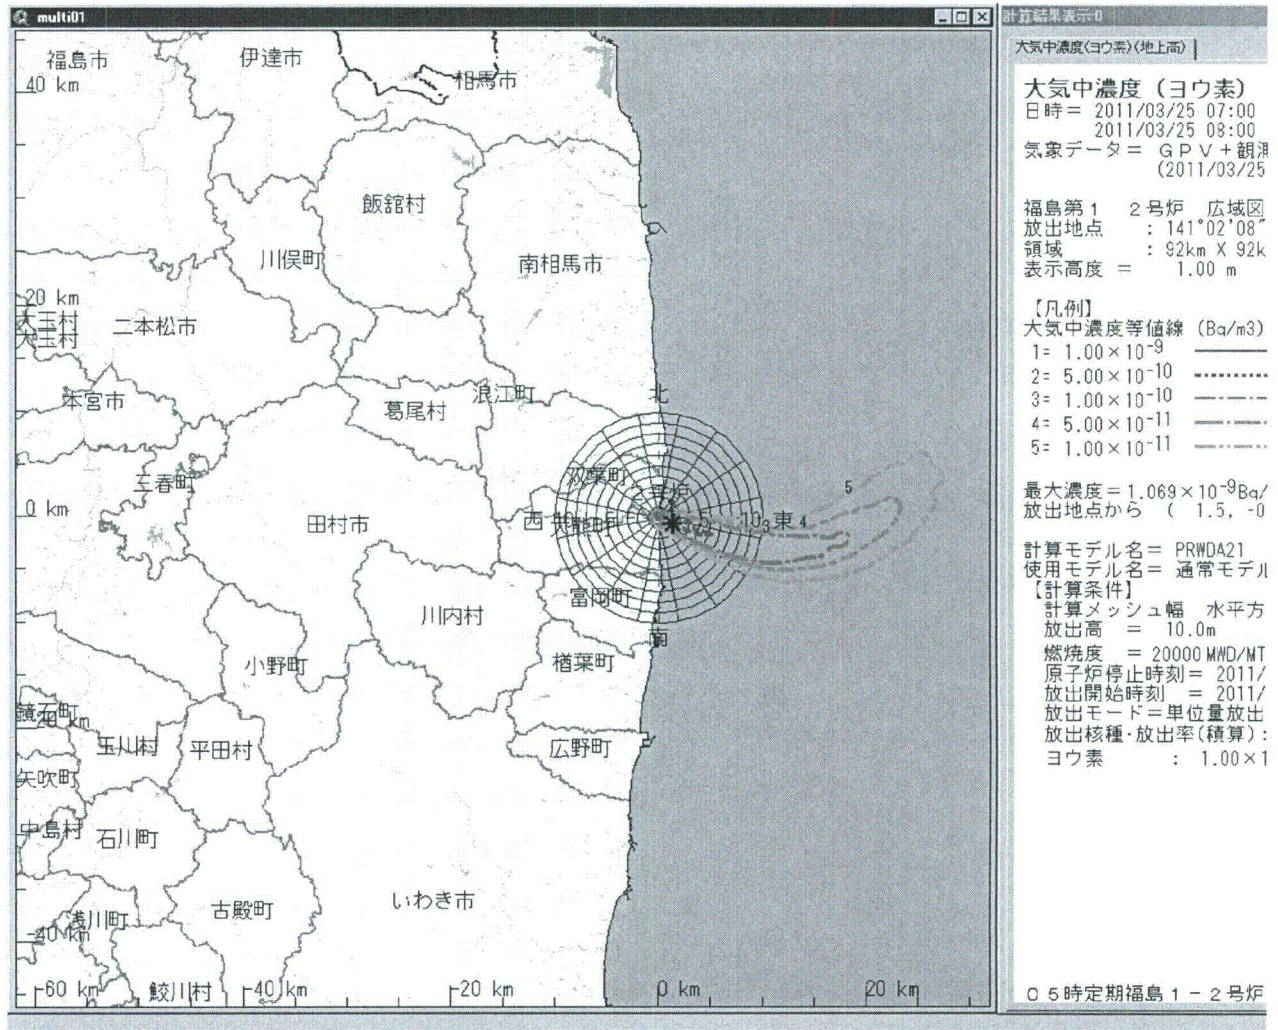 multi01
福島市
伊達市
相馬市
40 km
飯舘村
川俣町
南相馬市
20 km
大玉村
大玉村
二本松市
本宮市
浪江町
北
葛尾村
三春町
双葉町
0 km
田村市
西
5
10
3
東
4
5
富岡町
川内村
南
小野町
楢葉町
鏡石町
-20 km
玉川村
平田村
広野町
矢吹町
中島村
石川町
いわき市
浅川町
古殿町
-40 km
鮫川村
-60 km
-40 km
-20 km
0 km
20 km
計算結果表示:0
大気中濃度(ヨウ素)(地上高)
大気中濃度(ヨウ素)
日時= 2011/03/25 07:00
2011/03/25 08:00
気象データ= GPV+観測
(2011/03/25
福島第1 2号炉 広域図
放出地点 : 141°02'08"
領域 : 92km X 92k
表示高度 = 1.00 m
【凡例】
大気中濃度等値線 (Bq/m3)
1= 1.00×10-9
2= 5.00×10-10
3= 1.00×10-10
4= 5.00×10-11
5= 1.00×10-11
最大濃度=1.069×10-9Bq/
放出地点から ( 1.5, -0
計算モデル名= PRWDA21
使用モデル名= 通常モデル
【計算条件】
計算メッシュ幅 水平方
放出高 = 10.0m
燃焼度 = 20000MWD/MT
原子炉停止時刻= 2011/
放出開始時刻 = 2011/
放出モード=単位量放出
放出核種・放出率(積算):
ヨウ素 : 1.00×1
05時定期福島1-2号炉